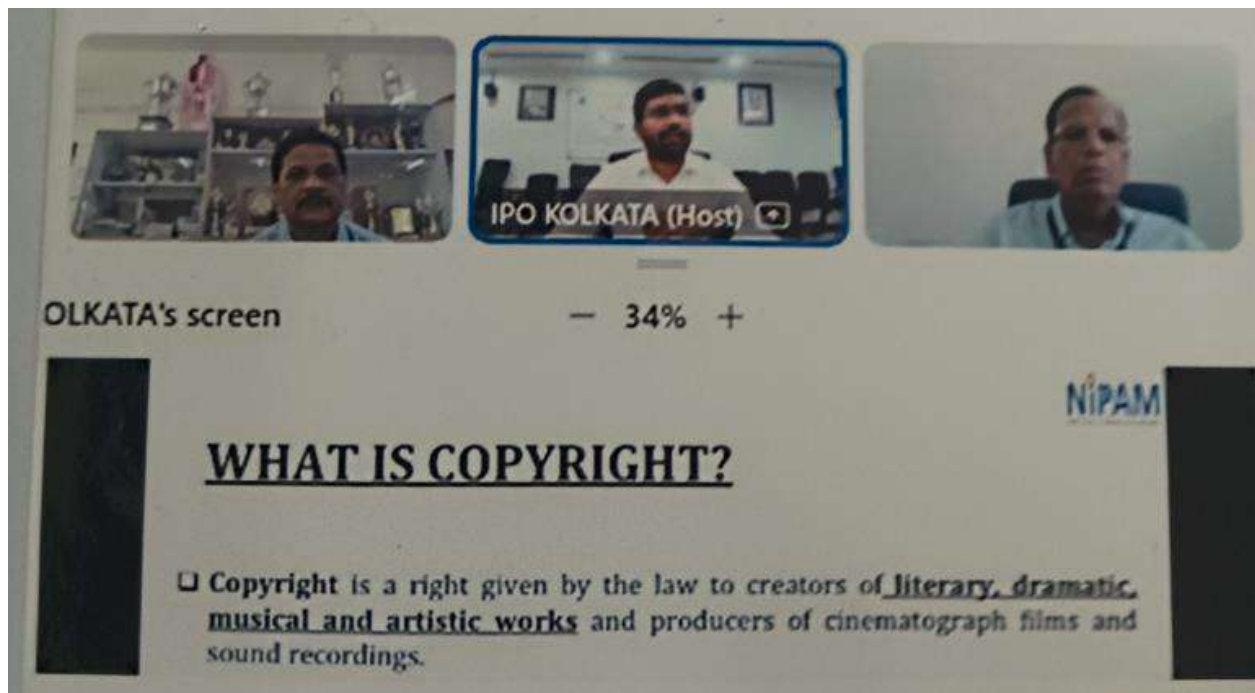 IPO KOLKATA (Host)
OLKATA's screen
− 34% +
NiPAM
WHAT IS COPYRIGHT?
❑ Copyright is a right given by the law to creators of literary, dramatic,
musical and artistic works and producers of cinematograph films and
sound recordings.